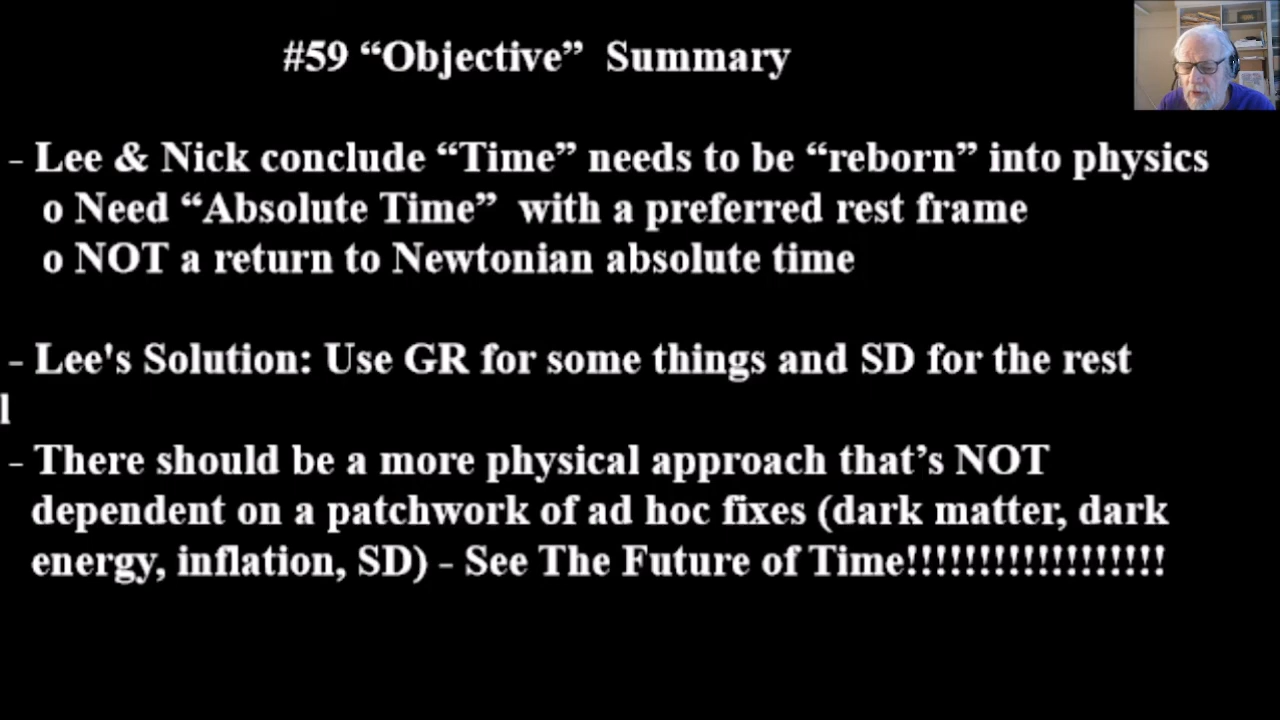 #59 “Objective” Summary
- Lee & Nick conclude “Time” needs to be “reborn” into physics
o Need “Absolute Time” with a preferred rest frame
o NOT a return to Newtonian absolute time
- Lee's Solution: Use GR for some things and SD for the rest
l
- There should be a more physical approach that’s NOT
dependent on a patchwork of ad hoc fixes (dark matter, dark
energy, inflation, SD) - See The Future of Time!!!!!!!!!!!!!!!!!!!